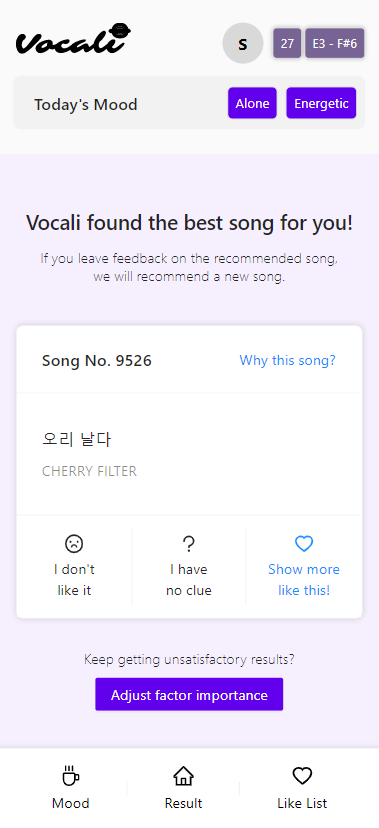 Vocali
S
27
E3 - F#6
Today's Mood
Alone
Energetic
Vocali found the best song for you!
If you leave feedback on the recommended song,
we will recommend a new song.
Song No. 9526
Why this song?
오리 날다
CHERRY FILTER
I don't
like it
I have
no clue
Show more
like this!
Keep getting unsatisfactory results?
Adjust factor importance
Mood
Result
Like List